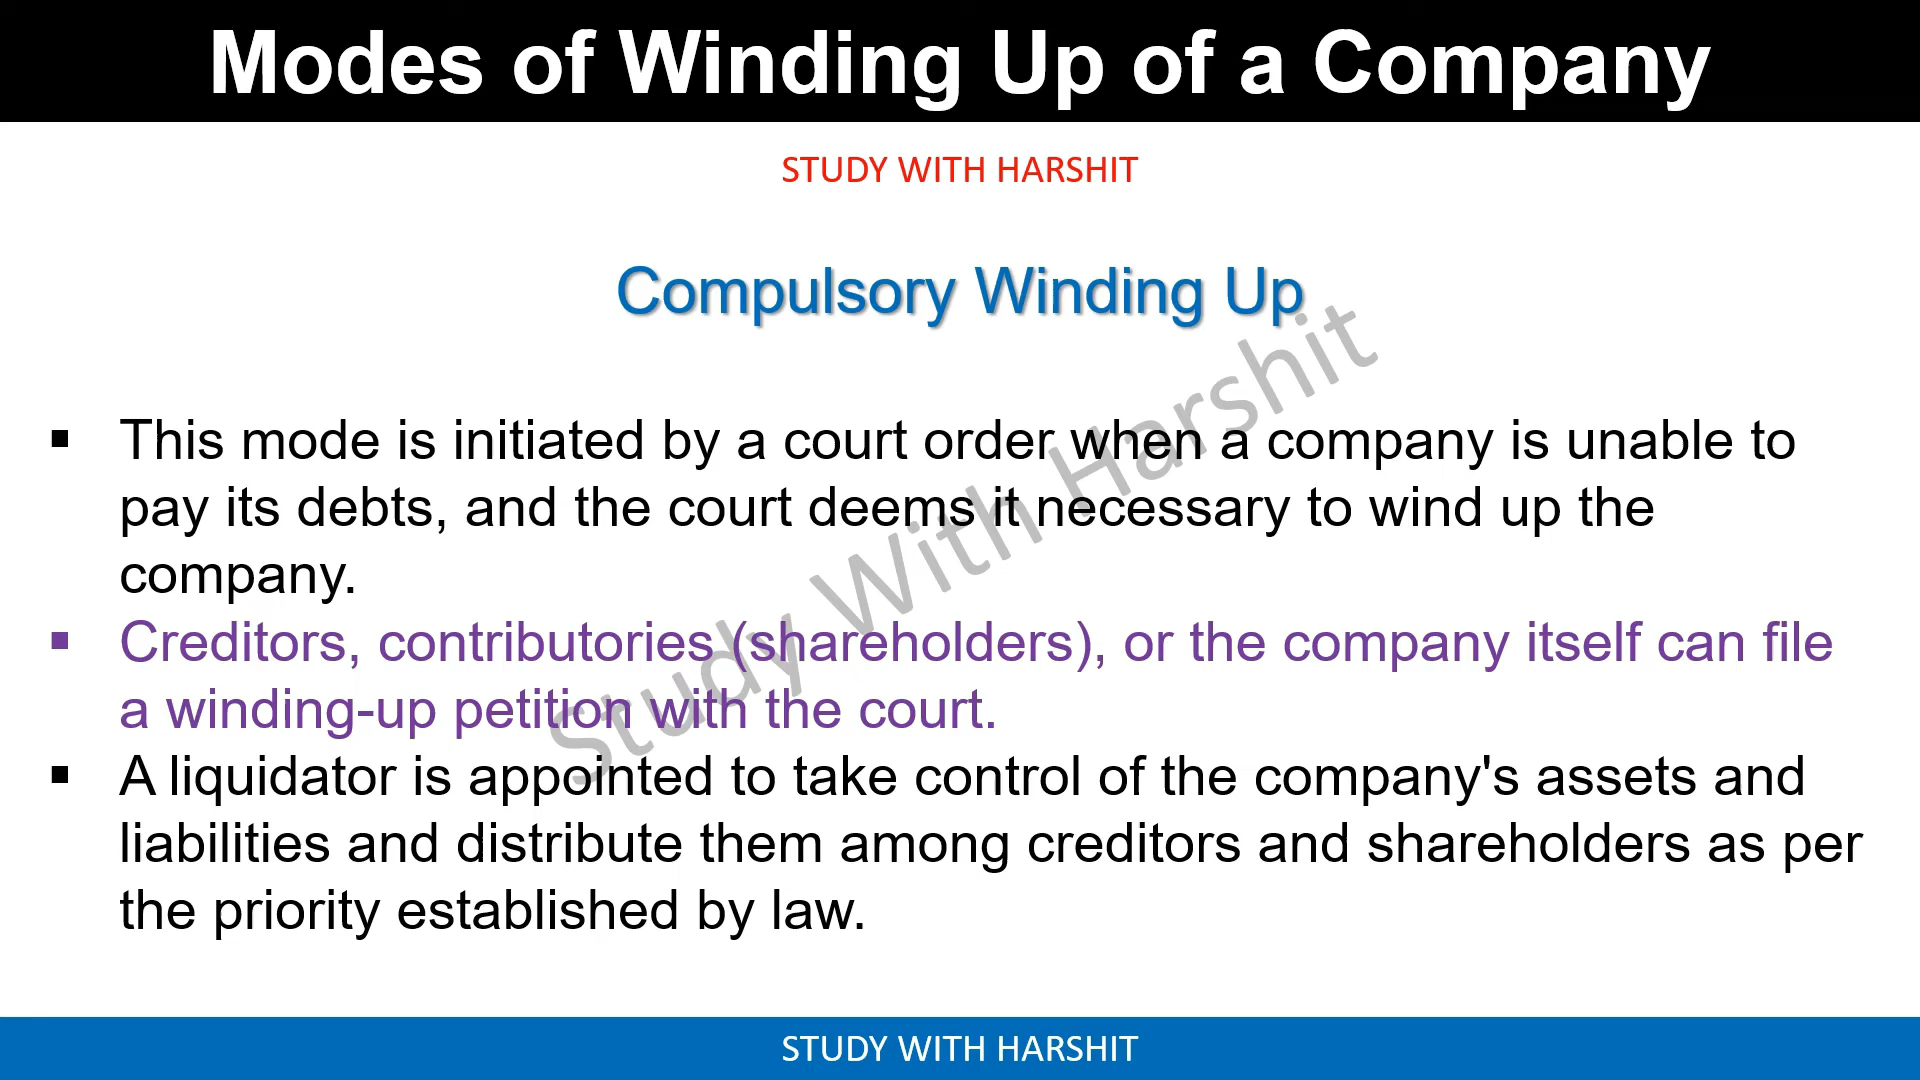 Modes of Winding Up of a Company
STUDY WITH HARSHIT
Compulsory Winding Up
▪ This mode is initiated by a court order when a company is unable to
pay its debts, and the court deems it necessary to wind up the
company.
▪ Creditors, contributories (shareholders), or the company itself can file
a winding-up petition with the court.
▪ A liquidator is appointed to take control of the company's assets and
liabilities and distribute them among creditors and shareholders as per
the priority established by law.
Study With Harshit
STUDY WITH HARSHIT